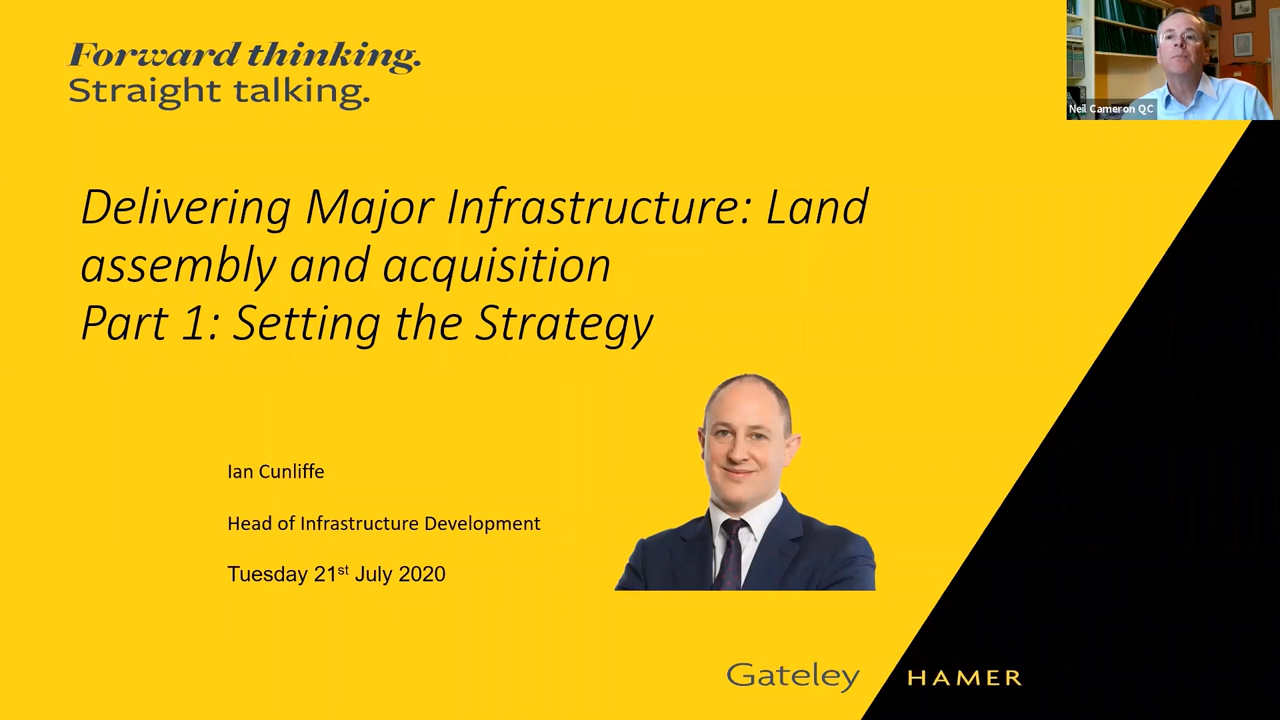 Forward thinking.
Straight talking.
Neil Cameron QC
Delivering Major Infrastructure: Land
assembly and acquisition
Part 1: Setting the Strategy
Ian Cunliffe
Head of Infrastructure Development
Tuesday 21st July 2020
Gateley HAMER